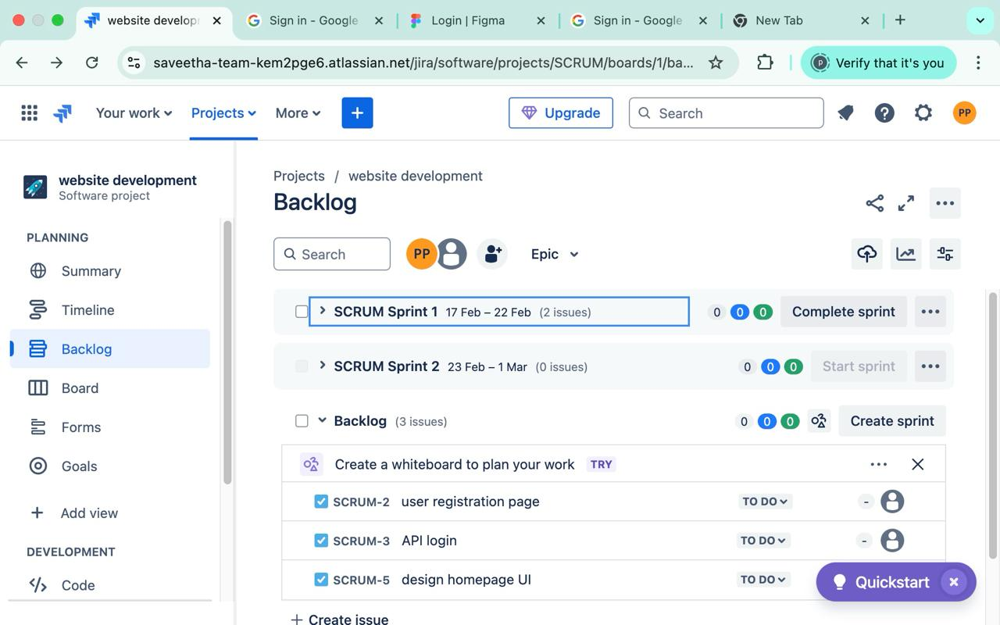 website develop
Sign in - Google
Login | Figma
Sign in - Google
New Tab
saveetha-team-kem2pge6.atlassian.net/jira/software/projects/SCRUM/boards/1/ba...
p
Verify that it's you
Your work
Projects
More
+
Upgrade
Search
PP
website development
Software project
PLANNING
Summary
Timeline
Backlog
Board
Forms
Goals
Add view
DEVELOPMENT
Code
Projects / website development
Backlog
Search
PP
Epic
SCRUM Sprint 1 17 Feb – 22 Feb (2 issues) 0 0 0 Complete sprint
SCRUM Sprint 2 23 Feb – 1 Mar (0 issues) 0 0 0 Start sprint
Backlog (3 issues) 0 0 0 Create sprint
Create a whiteboard to plan your work TRY
SCRUM-2 user registration page TO DO -
SCRUM-3 API login TO DO -
SCRUM-5 design homepage UI TO DO
Quickstart
+ Create issue